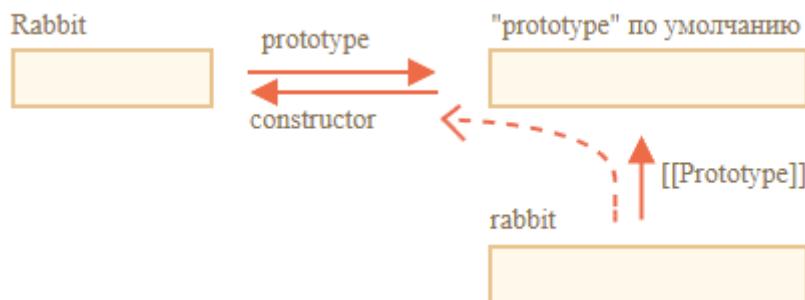 Rabbit
prototype
"prototype" по умолчанию
constructor
[[Prototype]]
rabbit